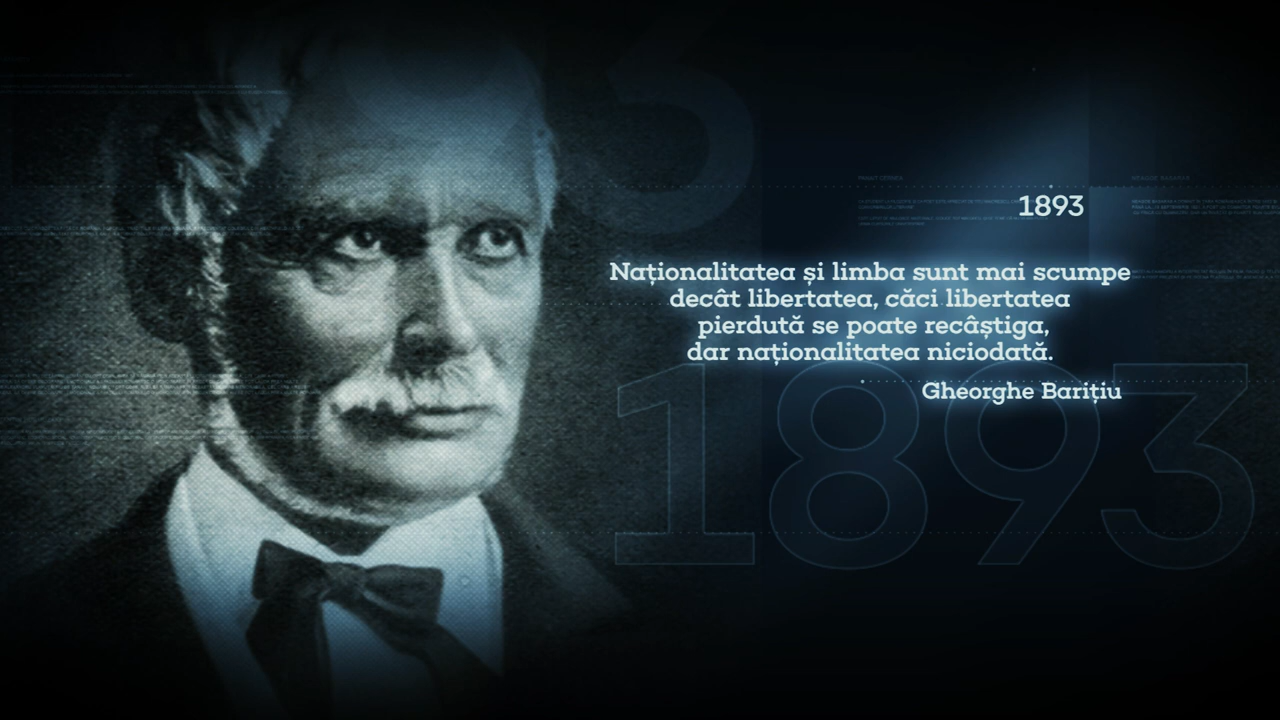 1893
Naționalitatea și limba sunt mai scumpe
decât libertatea, căci libertatea
pierdută se poate recâștiga,
dar naționalitatea niciodată.
Gheorghe Barițiu
1893